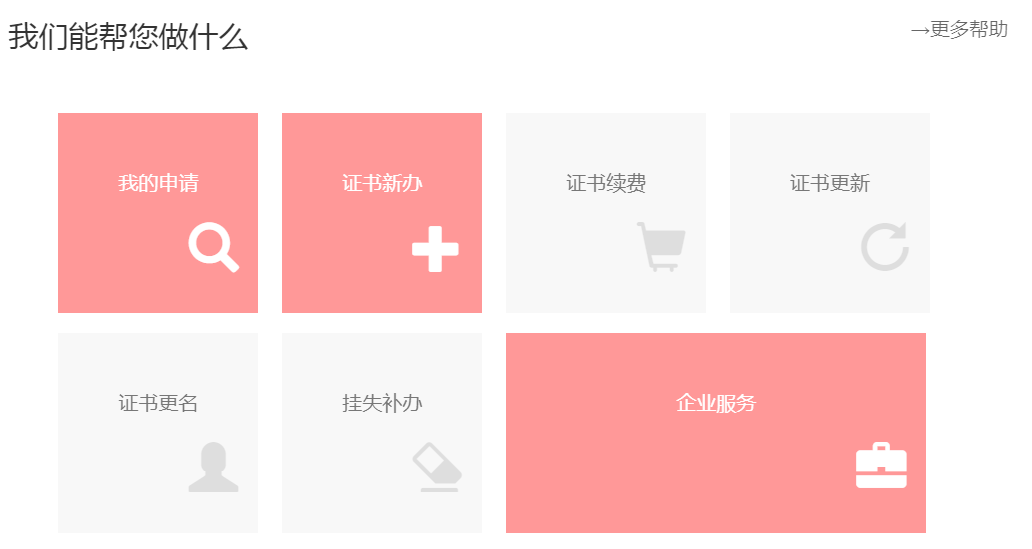 我们能帮您做什么
→更多帮助
我的申请
证书新办
证书续费
证书更新
证书更名
挂失补办
企业服务